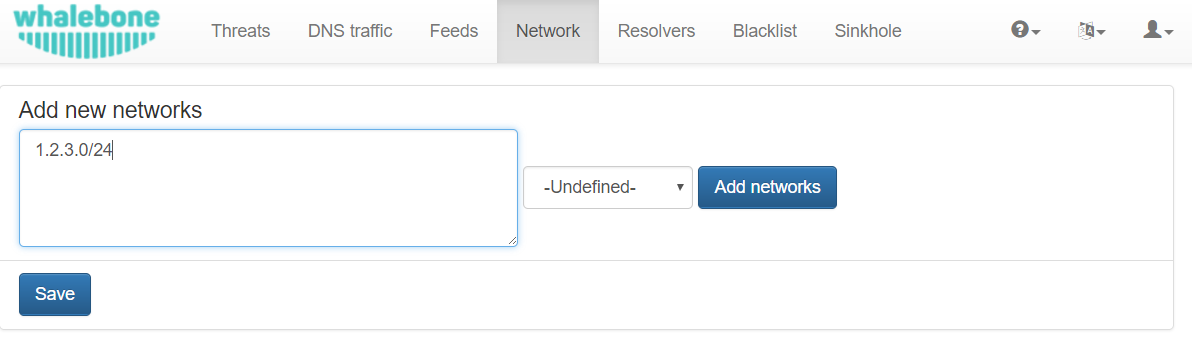 whalebone
Threats DNS traffic Feeds Network Resolvers Blacklist Sinkhole
Add new networks
1.2.3.0/24
-Undefined- Add networks
Save